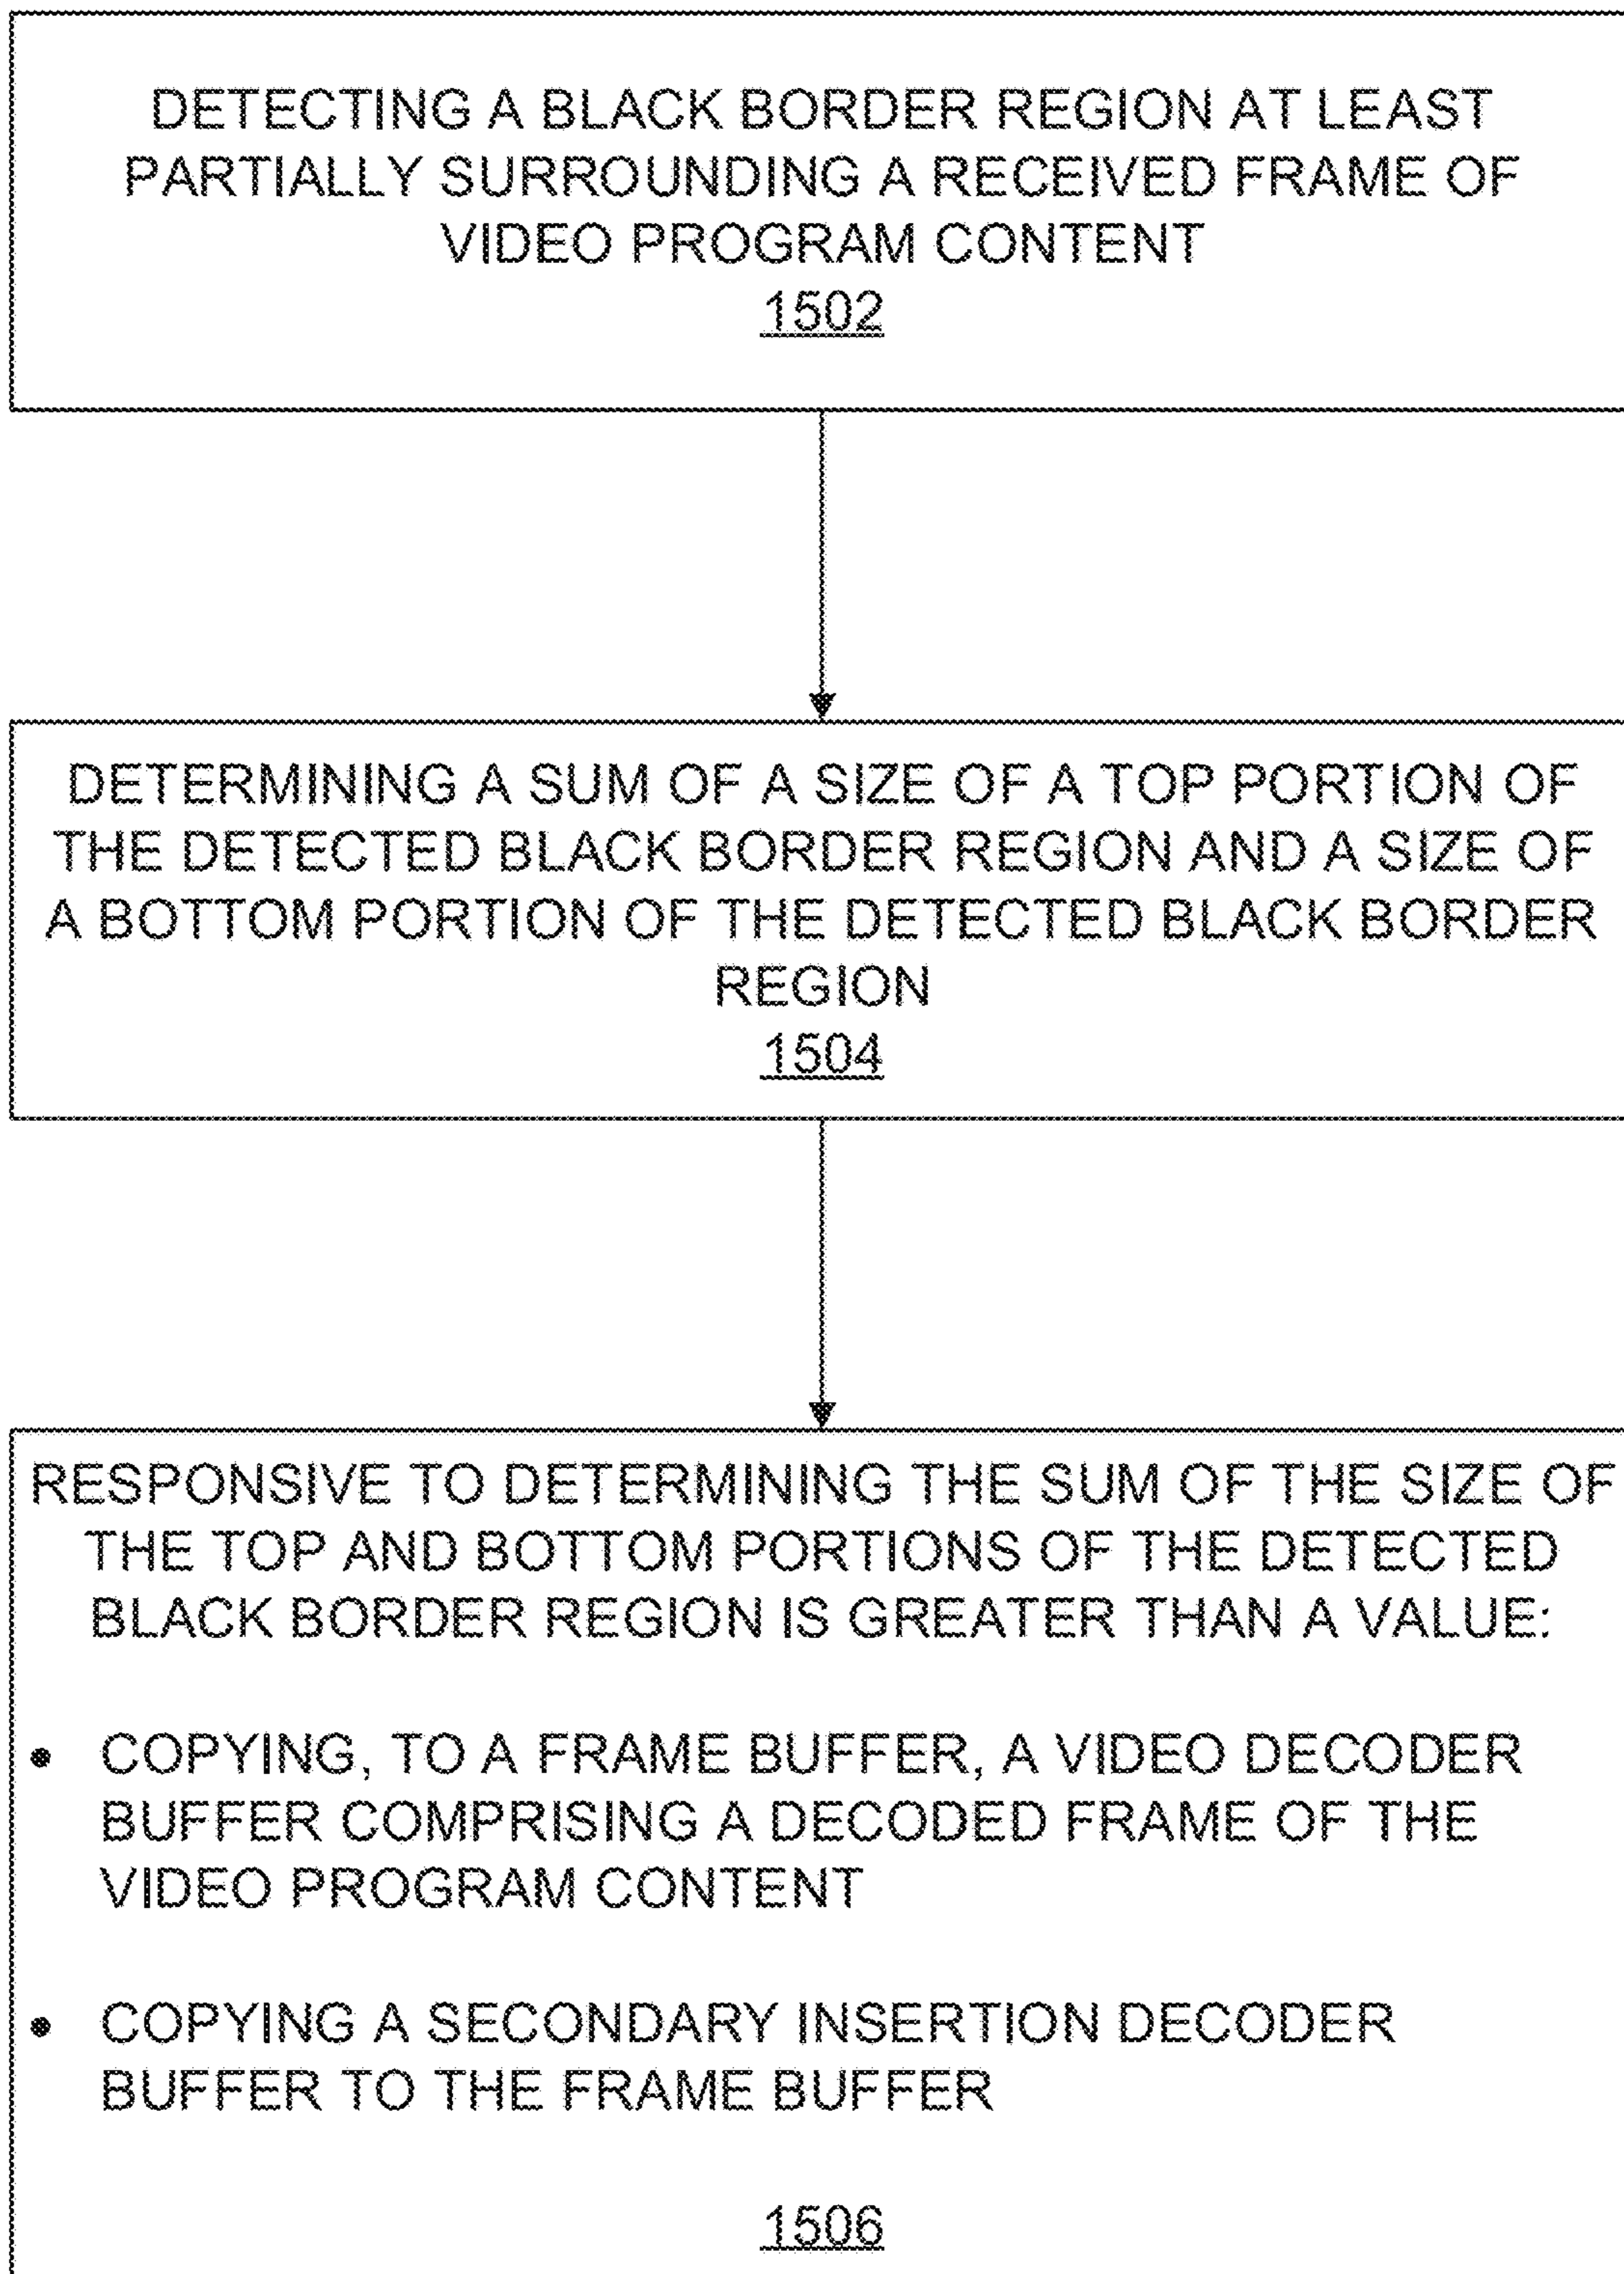 DETECTING A BLACK BORDER REGION AT LEAST
PARTIALLY SURROUNDING A RECEIVED FRAME OF
VIDEO PROGRAM CONTENT
1502
DETERMINING A SUM OF A SIZE OF A TOP PORTION OF
THE DETECTED BLACK BORDER REGION AND A SIZE OF
A BOTTOM PORTION OF THE DETECTED BLACK BORDER
REGION
1504
RESPONSIVE TO DETERMINING THE SUM OF THE SIZE OF
THE TOP AND BOTTOM PORTIONS OF THE DETECTED
BLACK BORDER REGION IS GREATER THAN A VALUE:
• COPYING, TO A FRAME BUFFER, A VIDEO DECODER
BUFFER COMPRISING A DECODED FRAME OF THE
VIDEO PROGRAM CONTENT
• COPYING A SECONDARY INSERTION DECODER
BUFFER TO THE FRAME BUFFER
1506